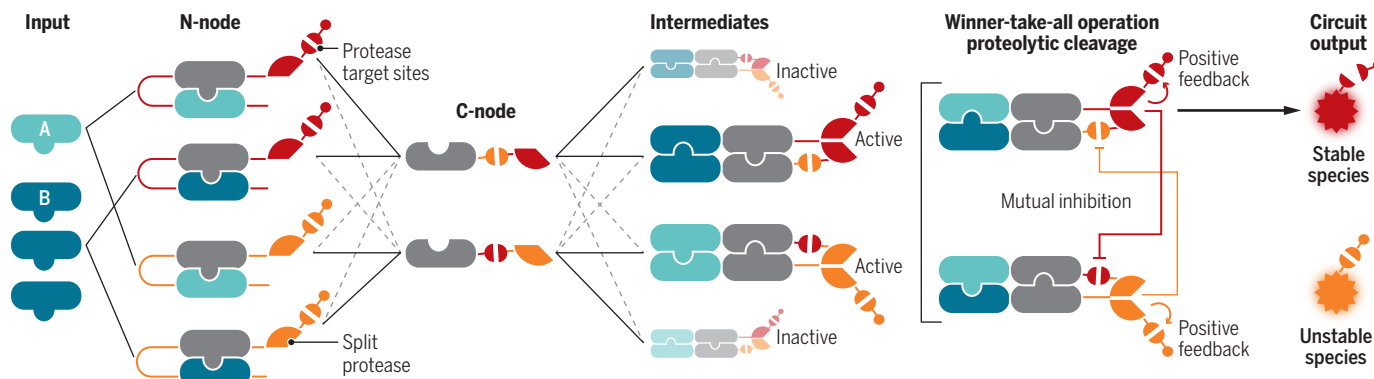 Input
A
B
N-node
Protease
target sites
Split
protease
C-node
Intermediates
Inactive
Active
Active
Inactive
Winner-take-all operation
proteolytic cleavage
Positive
feedback
Mutual inhibition
Positive
feedback
Circuit
output
Stable
species
Unstable
species